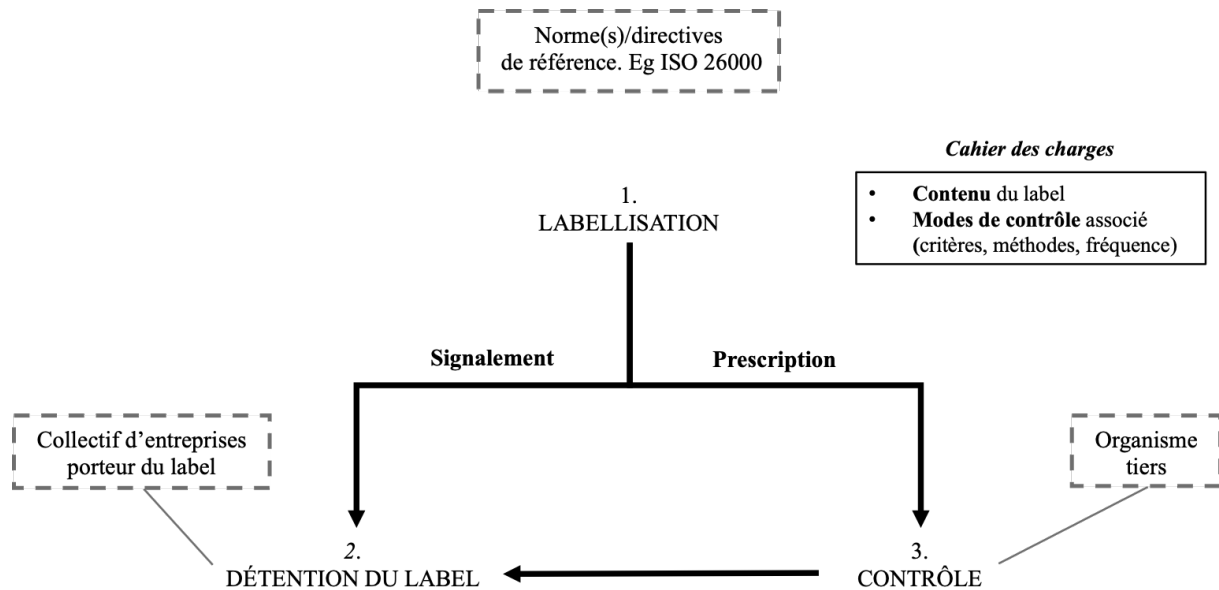 Norme(s)/directives
de référence. Eg ISO 26000
Cahier des charges
• Contenu du label
• Modes de contrôle associé
(critères, méthodes, fréquence)
1.
LABELLISATION
Signalement
Prescription
Collectif d’entreprises
porteur du label
Organisme
tiers
2.
DÉTENTION DU LABEL
3.
CONTRÔLE